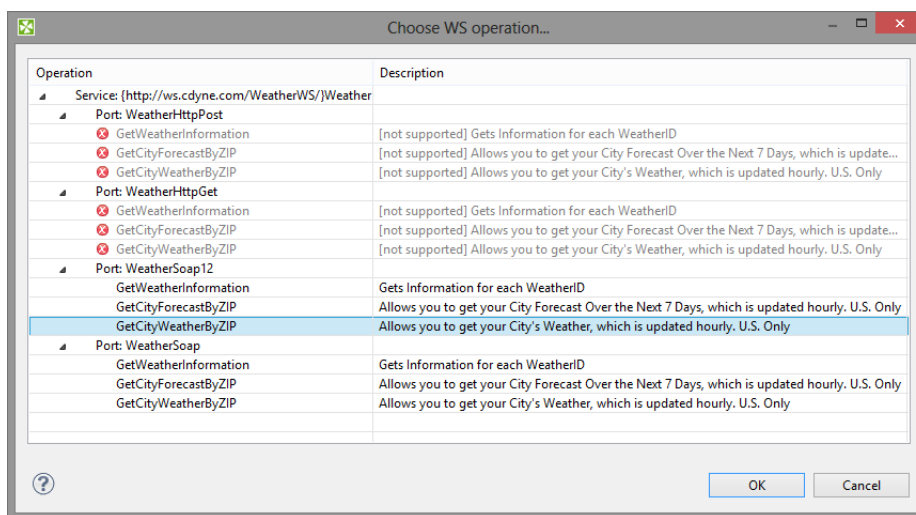 Choose WS operation...
Operation Description
Service: {http://ws.cdyne.com/WeatherWS/}Weather
Port: WeatherHttpPost
GetWeatherInformation [not supported] Gets Information for each WeatherID
GetCityForecastByZIP [not supported] Allows you to get your City Forecast Over the Next 7 Days, which is update...
GetCityWeatherByZIP [not supported] Allows you to get your City's Weather, which is updated hourly. U.S. Only
Port: WeatherHttpGet
GetWeatherInformation [not supported] Gets Information for each WeatherID
GetCityForecastByZIP [not supported] Allows you to get your City Forecast Over the Next 7 Days, which is update...
GetCityWeatherByZIP [not supported] Allows you to get your City's Weather, which is updated hourly. U.S. Only
Port: WeatherSoap12
GetWeatherInformation Gets Information for each WeatherID
GetCityForecastByZIP Allows you to get your City Forecast Over the Next 7 Days, which is updated hourly. U.S. Only
GetCityWeatherByZIP Allows you to get your City's Weather, which is updated hourly. U.S. Only
Port: WeatherSoap
GetWeatherInformation Gets Information for each WeatherID
GetCityForecastByZIP Allows you to get your City Forecast Over the Next 7 Days, which is updated hourly. U.S. Only
GetCityWeatherByZIP Allows you to get your City's Weather, which is updated hourly. U.S. Only
? OK Cancel